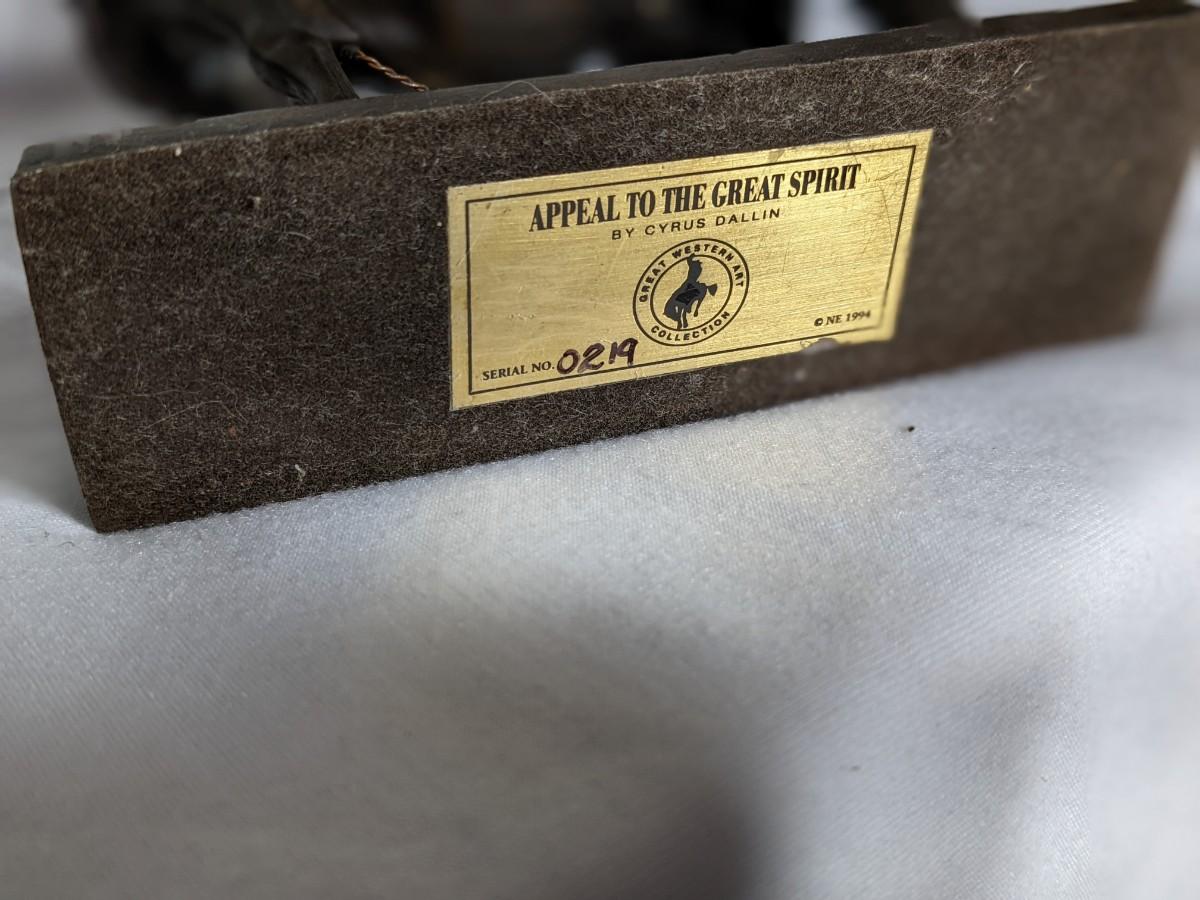 APPEAL TO THE GREAT SPIRIT
BY CYRUS DALLIN
GREAT WESTERN ART
COLLECTION
© NE 1994
SERIAL NO. 0219